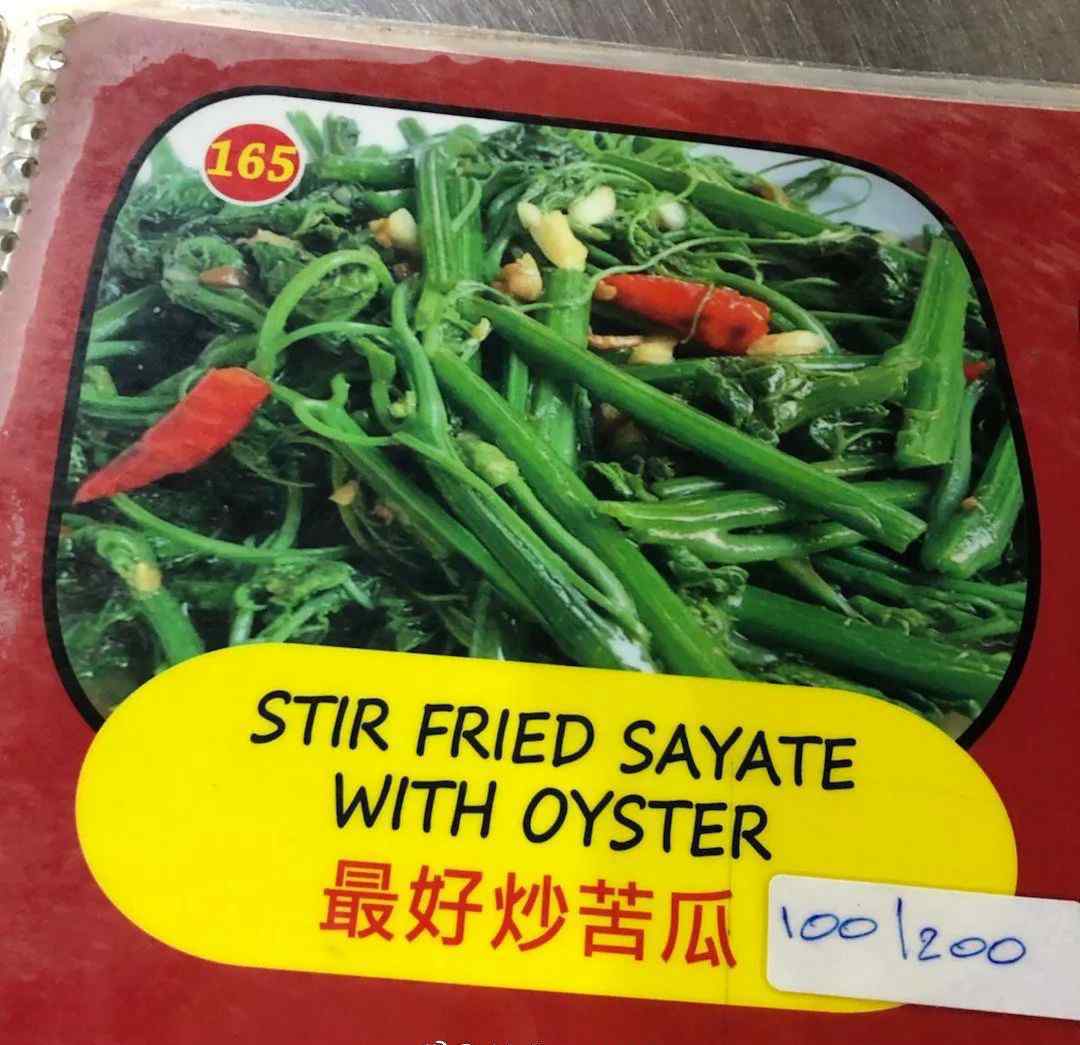 165
STIR FRIED SAYATE
WITH OYSTER
最好炒苦瓜
100/200